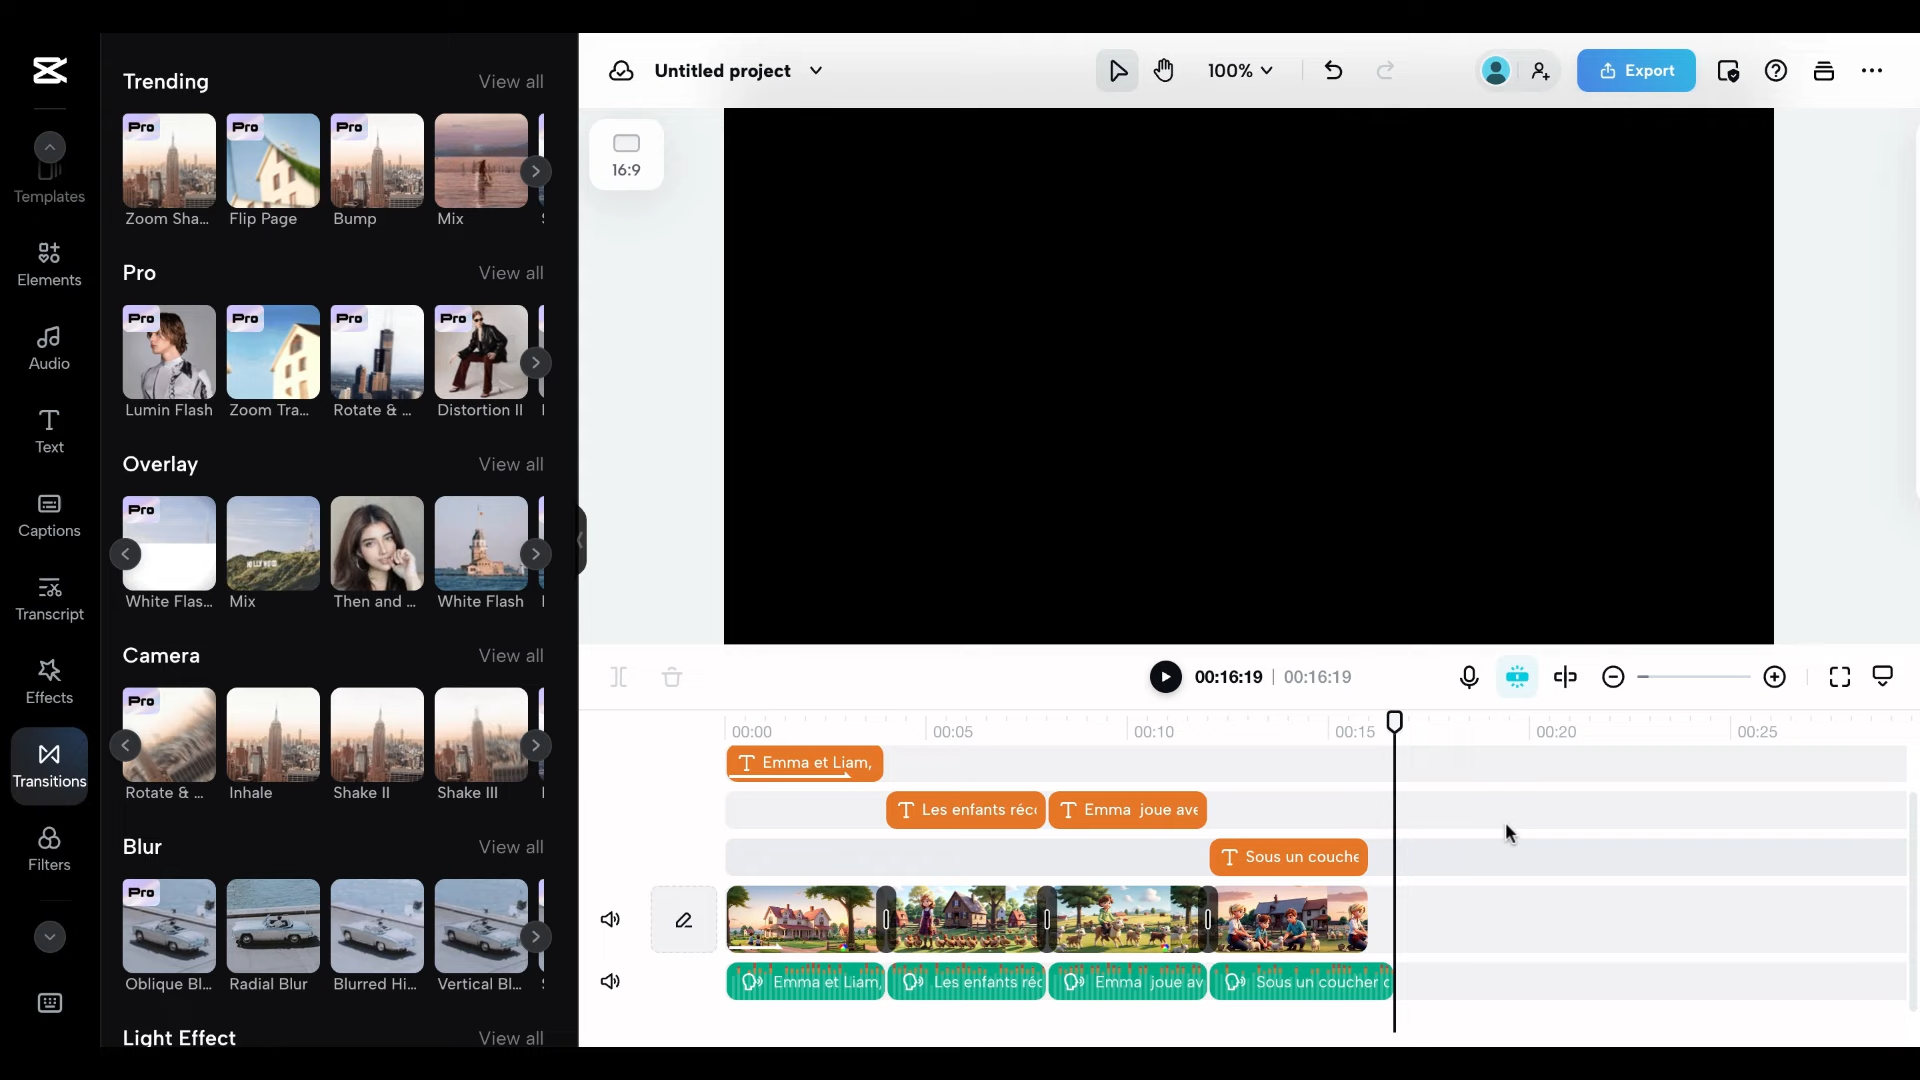 Templates
Elements
Audio
Text
Captions
Transcript
Effects
Transitions
Filters
Trending
View all
Pro
Pro
Pro
Zoom Sha...
Flip Page
Bump
Mix
Pro
View all
Pro
Pro
Pro
Pro
Lumin Flash
Zoom Tra...
Rotate & ...
Distortion II
Overlay
View all
Pro
HOLLYWOOD
White Flas...
Mix
Then and ...
White Flash
Camera
View all
Pro
Rotate & ...
Inhale
Shake II
Shake III
Blur
View all
Pro
Oblique Bl...
Radial Blur
Blurred Hi...
Vertical Bl...
Light Effect
View all
Untitled project
100%
Export
16:9
00:16:19 | 00:16:19
00:00
00:05
00:10
00:15
00:20
00:25
Emma et Liam,
Les enfants réc
Emma joue ave
Sous un couche
Emma et Liam,
Les enfants réc
Emma joue av
Sous un coucher